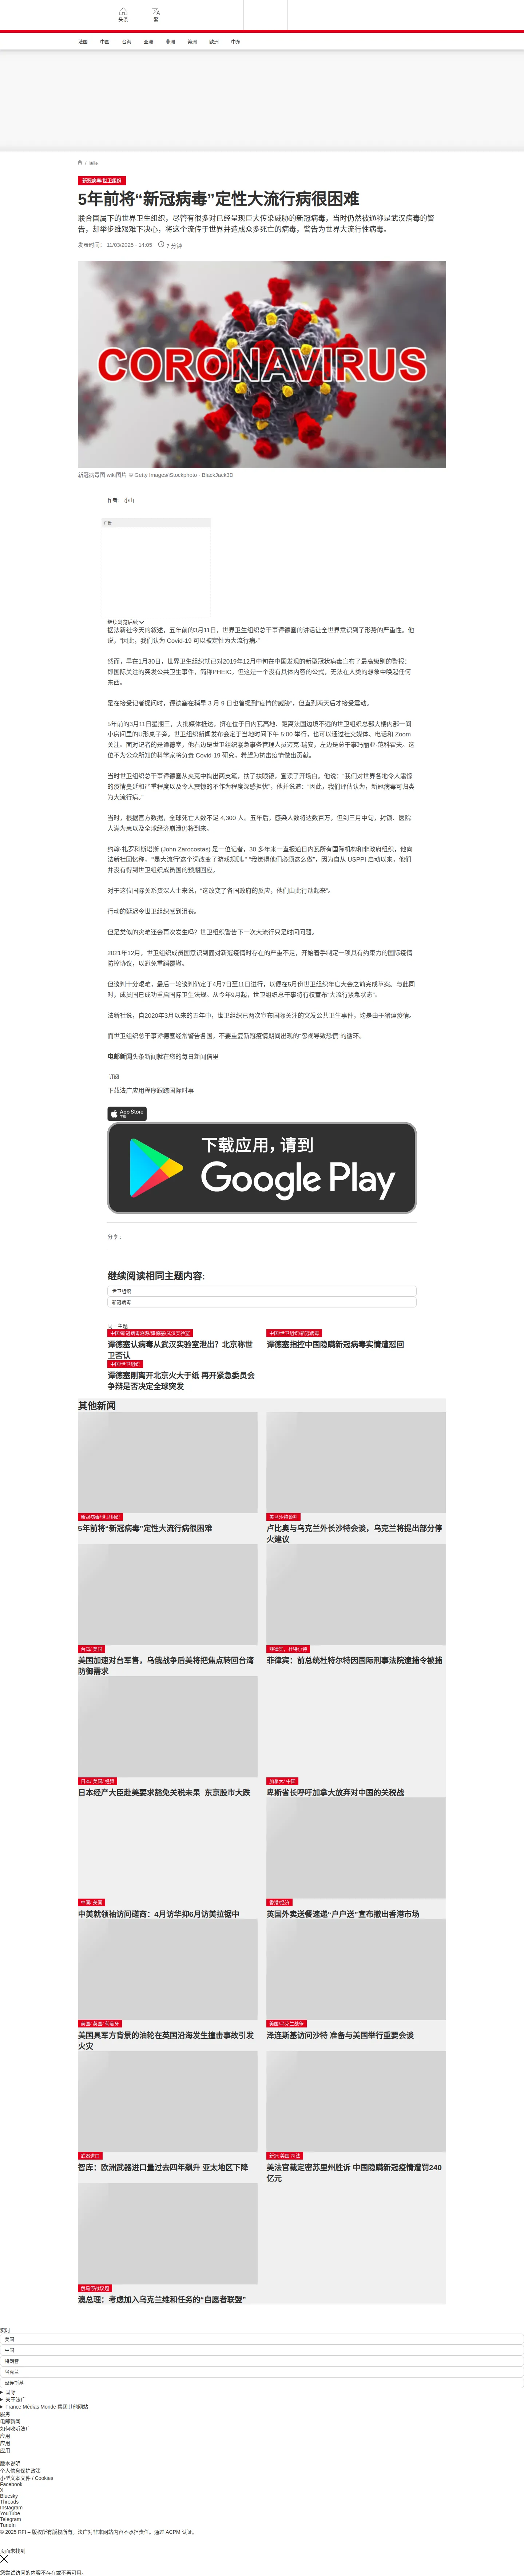 头条
繁
法国 中国 台海 亚洲 非洲 美洲 欧洲 中东
/ 国际
新冠病毒/世卫组织
5年前将“新冠病毒”定性大流行病很困难
联合国属下的世界卫生组织，尽管有很多对已经呈现巨大传染威胁的新冠病毒，当时仍然被通称是武汉病毒的警告，却举步维艰难下决心，将这个流传于世界并造成众多死亡的病毒，警告为世界大流行性病毒。
发表时间： 11/03/2025 - 14:05
2 分钟
CORONAVIRUS
新冠病毒图 wiki图片 © Getty Images/iStockphoto - BlackJack3D
作者： 小山
广告
继续浏览后续
据法新社今天的叙述，五年前的3月11日，世界卫生组织总干事谭德塞的讲话让全世界意识到了形势的严重性。他说，“因此，我们认为 Covid-19 可以被定性为大流行病。”
然而，早在1月30日，世界卫生组织就已对2019年12月中旬在中国发现的新型冠状病毒宣布了最高级别的警报：即国际关注的突发公共卫生事件，简称PHEIC。但这是一个没有具体内容的公式，无法在人类的想象中唤起任何东西。
是在接受记者提问时，谭德塞在稍早 3 月 9 日也曾提到“疫情的威胁”，但直到两天后才接受震动。
5年前的3月11日星期三，大批媒体抵达，挤在位于日内瓦高地、距离法国边境不远的世卫组织总部大楼内部一间小房间里的U形桌子旁。世卫组织新闻发布会定于当地时间下午 5:00 举行，也可以通过社交媒体、电话和 Zoom 关注。面对记者的是谭德塞，他右边是世卫组织紧急事务管理人员迈克·瑞安，左边是总干事玛丽亚·范科霍夫。这位不为公众所知的科学家将负责 Covid-19 研究，希望为抗击疫情做出贡献。
当时世卫组织总干事谭德塞从夹克中掏出两支笔，扶了扶眼镜，宣读了开场白。他说：“我们对世界各地令人震惊的疫情蔓延和严重程度以及令人震惊的不作为程度深感担忧”，他并说道：“因此，我们评估认为，新冠病毒可归类为大流行病。”
当时，根据官方数据，全球死亡人数不足 4,300 人。五年后，感染人数将达数百万，但到三月中旬，封锁、医院人满为患以及全球经济崩溃仍将到来。
约翰·扎罗科斯塔斯 (John Zarocostas) 是一位记者，30 多年来一直报道日内瓦所有国际机构和非政府组织，他向法新社回忆称，“‘是大流行’这个词改变了游戏规则。” “我觉得他们必须这么做”，因为自从 USPPI 启动以来，他们并没有得到世卫组织成员国的预期回应。
对于这位国际关系资深人士来说，“这改变了各国政府的反应，他们由此行动起来”。
行动的延迟令世卫组织感到沮丧。
但是类似的灾难还会再次发生吗？世卫组织警告下一次大流行只是时间问题。
2021年12月，世卫组织成员国意识到面对新冠疫情时存在的严重不足，开始着手制定一项具有约束力的国际疫情防控协议，以避免重蹈覆辙。
但谈判十分艰难，最后一轮谈判仍定于4月7日至11日进行，以便在5月份世卫组织年度大会之前完成草案。与此同时，成员国已成功重启国际卫生法规。从今年9月起，世卫组织总干事将有权宣布“大流行紧急状态”。
法新社说，自2020年3月以来的五年中，世卫组织已两次宣布国际关注的突发公共卫生事件，均是由于猪瘟疫情。
而世卫组织总干事谭德塞经常警告各国，不要重复新冠疫情期间出现的“忽视导致恐慌”的循环。
电邮新闻头条新闻就在您的每日新闻信里
订阅
下载法广应用程序跟踪国际时事
App Store
下载
下载应用，请到
Google Play
分享 :
继续阅读相同主题内容:
世卫组织
新冠病毒
同一主题
中国/新冠病毒溯源/谭德塞/武汉实验室
谭德塞认病毒从武汉实验室泄出？北京称世卫否认
中国/世卫组织/新冠病毒
谭德塞指控中国隐瞒新冠病毒实情遭怼回
中国/世卫组织
谭德塞刚离开北京火大于纸 再开紧急委员会争辩是否决定全球突发
其他新闻
新冠病毒/世卫组织
5年前将“新冠病毒”定性大流行病很困难
美马沙特谈判
卢比奥与乌克兰外长沙特会谈，乌克兰将提出部分停火建议
台湾/ 美国
美国加速对台军售，乌俄战争后美将把焦点转回台湾防御需求
菲律宾、杜特尔特
菲律宾：前总统杜特尔特因国际刑事法院逮捕令被捕
日本/ 美国/ 经贸
日本经产大臣赴美要求豁免关税未果 东京股市大跌
加拿大/ 中国
卑斯省长呼吁加拿大放弃对中国的关税战
中国/ 美国
中美就领袖访问磋商：4月访华抑6月访美拉锯中
香港/经济
英国外卖送餐速递“户户送”宣布撤出香港市场
美国/ 英国/ 葡萄牙
美国具军方背景的油轮在英国沿海发生撞击事故引发火灾
美国/乌克兰战争
泽连斯基访问沙特 准备与美国举行重要会谈
武器进口
智库：欧洲武器进口量过去四年飙升 亚太地区下降
新冠 美国 司法
美法官裁定密苏里州胜诉 中国隐瞒新冠疫情遭罚240亿元
俄乌停战议题
澳总理：考虑加入乌克兰维和任务的“自愿者联盟”
实时
美国
中国
特朗普
乌克兰
泽连斯基
国际
关于法广
France Médias Monde 集团其他网站
服务
电邮新闻
如何收听法广
应用
应用
应用
版本说明
个人信息保护政策
小型文本文件 / Cookies
Facebook
X
Bluesky
Threads
Instagram
YouTube
Telegram
TuneIn
© 2025 RFI – 版权所有版权所有。法广对非本网站内容不承担责任。通过 ACPM 认证。
页面未找到
您尝试访问的内容不存在或不再可用。